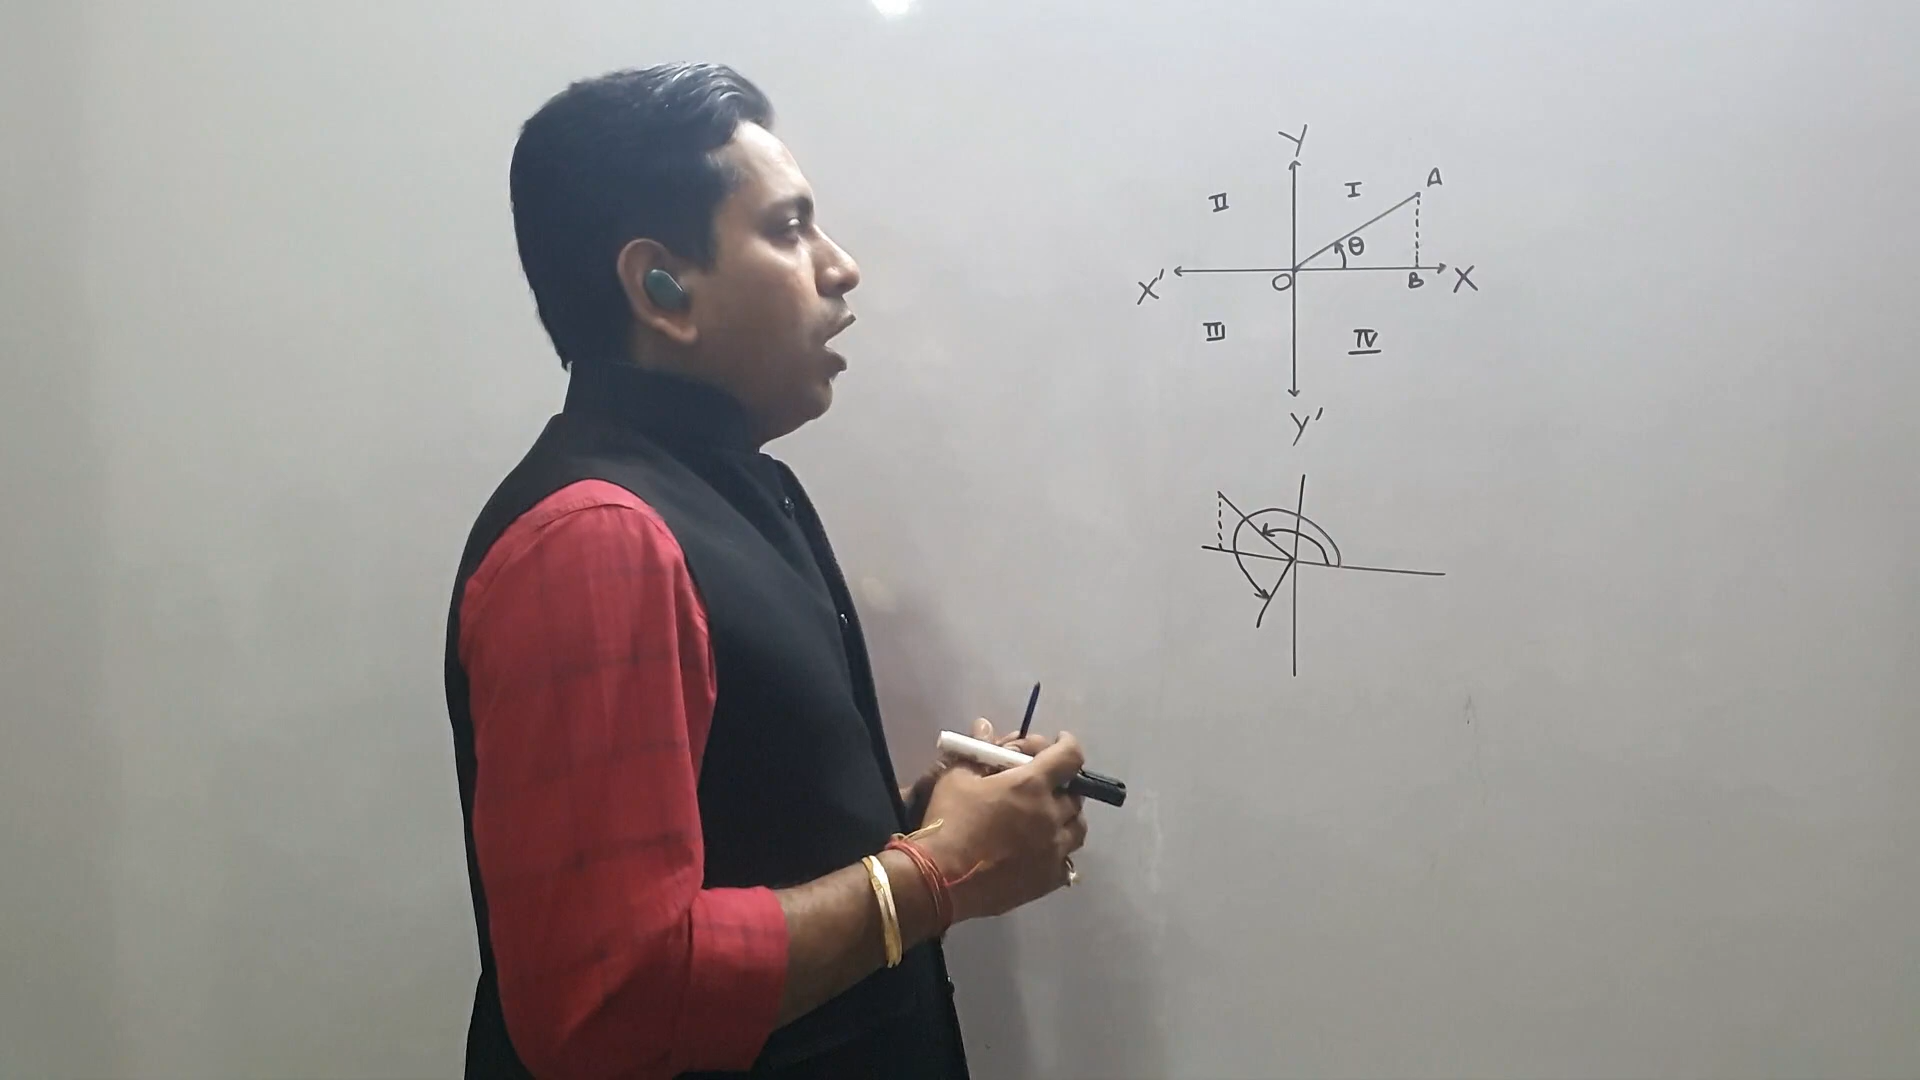 Y
II I A
θ
X' O B X
III IV
Y'